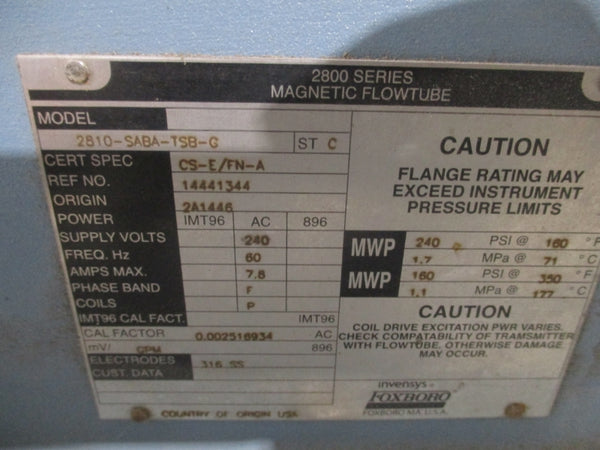 2800 SERIES
MAGNETIC FLOWTUBE
MODEL
2810-SABA-TSB-G ST C
CERT SPEC CS-E/FN-A
REF NO. 14441344
ORIGIN 2A1446
POWER IMT96 AC 896
SUPPLY VOLTS 240
FREQ. Hz 60
AMPS MAX. 7.8
PHASE BAND F
COILS P
IMT96 CAL FACT. IMT96
CAL FACTOR 0.002516934 AC
mV/ GPM 896
ELECTRODES 316 SS
CUST. DATA
COUNTRY OF ORIGIN USA
CAUTION
FLANGE RATING MAY
EXCEED INSTRUMENT
PRESSURE LIMITS
MWP 240 PSI @ 160 °F
1.7 MPa @ 71 °C
MWP 160 PSI @ 350 °F
1.1 MPa @ 177 °C
CAUTION
COIL DRIVE EXCITATION PWR VARIES.
CHECK COMPATABILITY OF TRAMSMITTER
WITH FLOWTUBE. OTHERWISE DAMAGE
MAY OCCUR.
invensys
FOXBORO
FOXBORO MA. U.S.A.